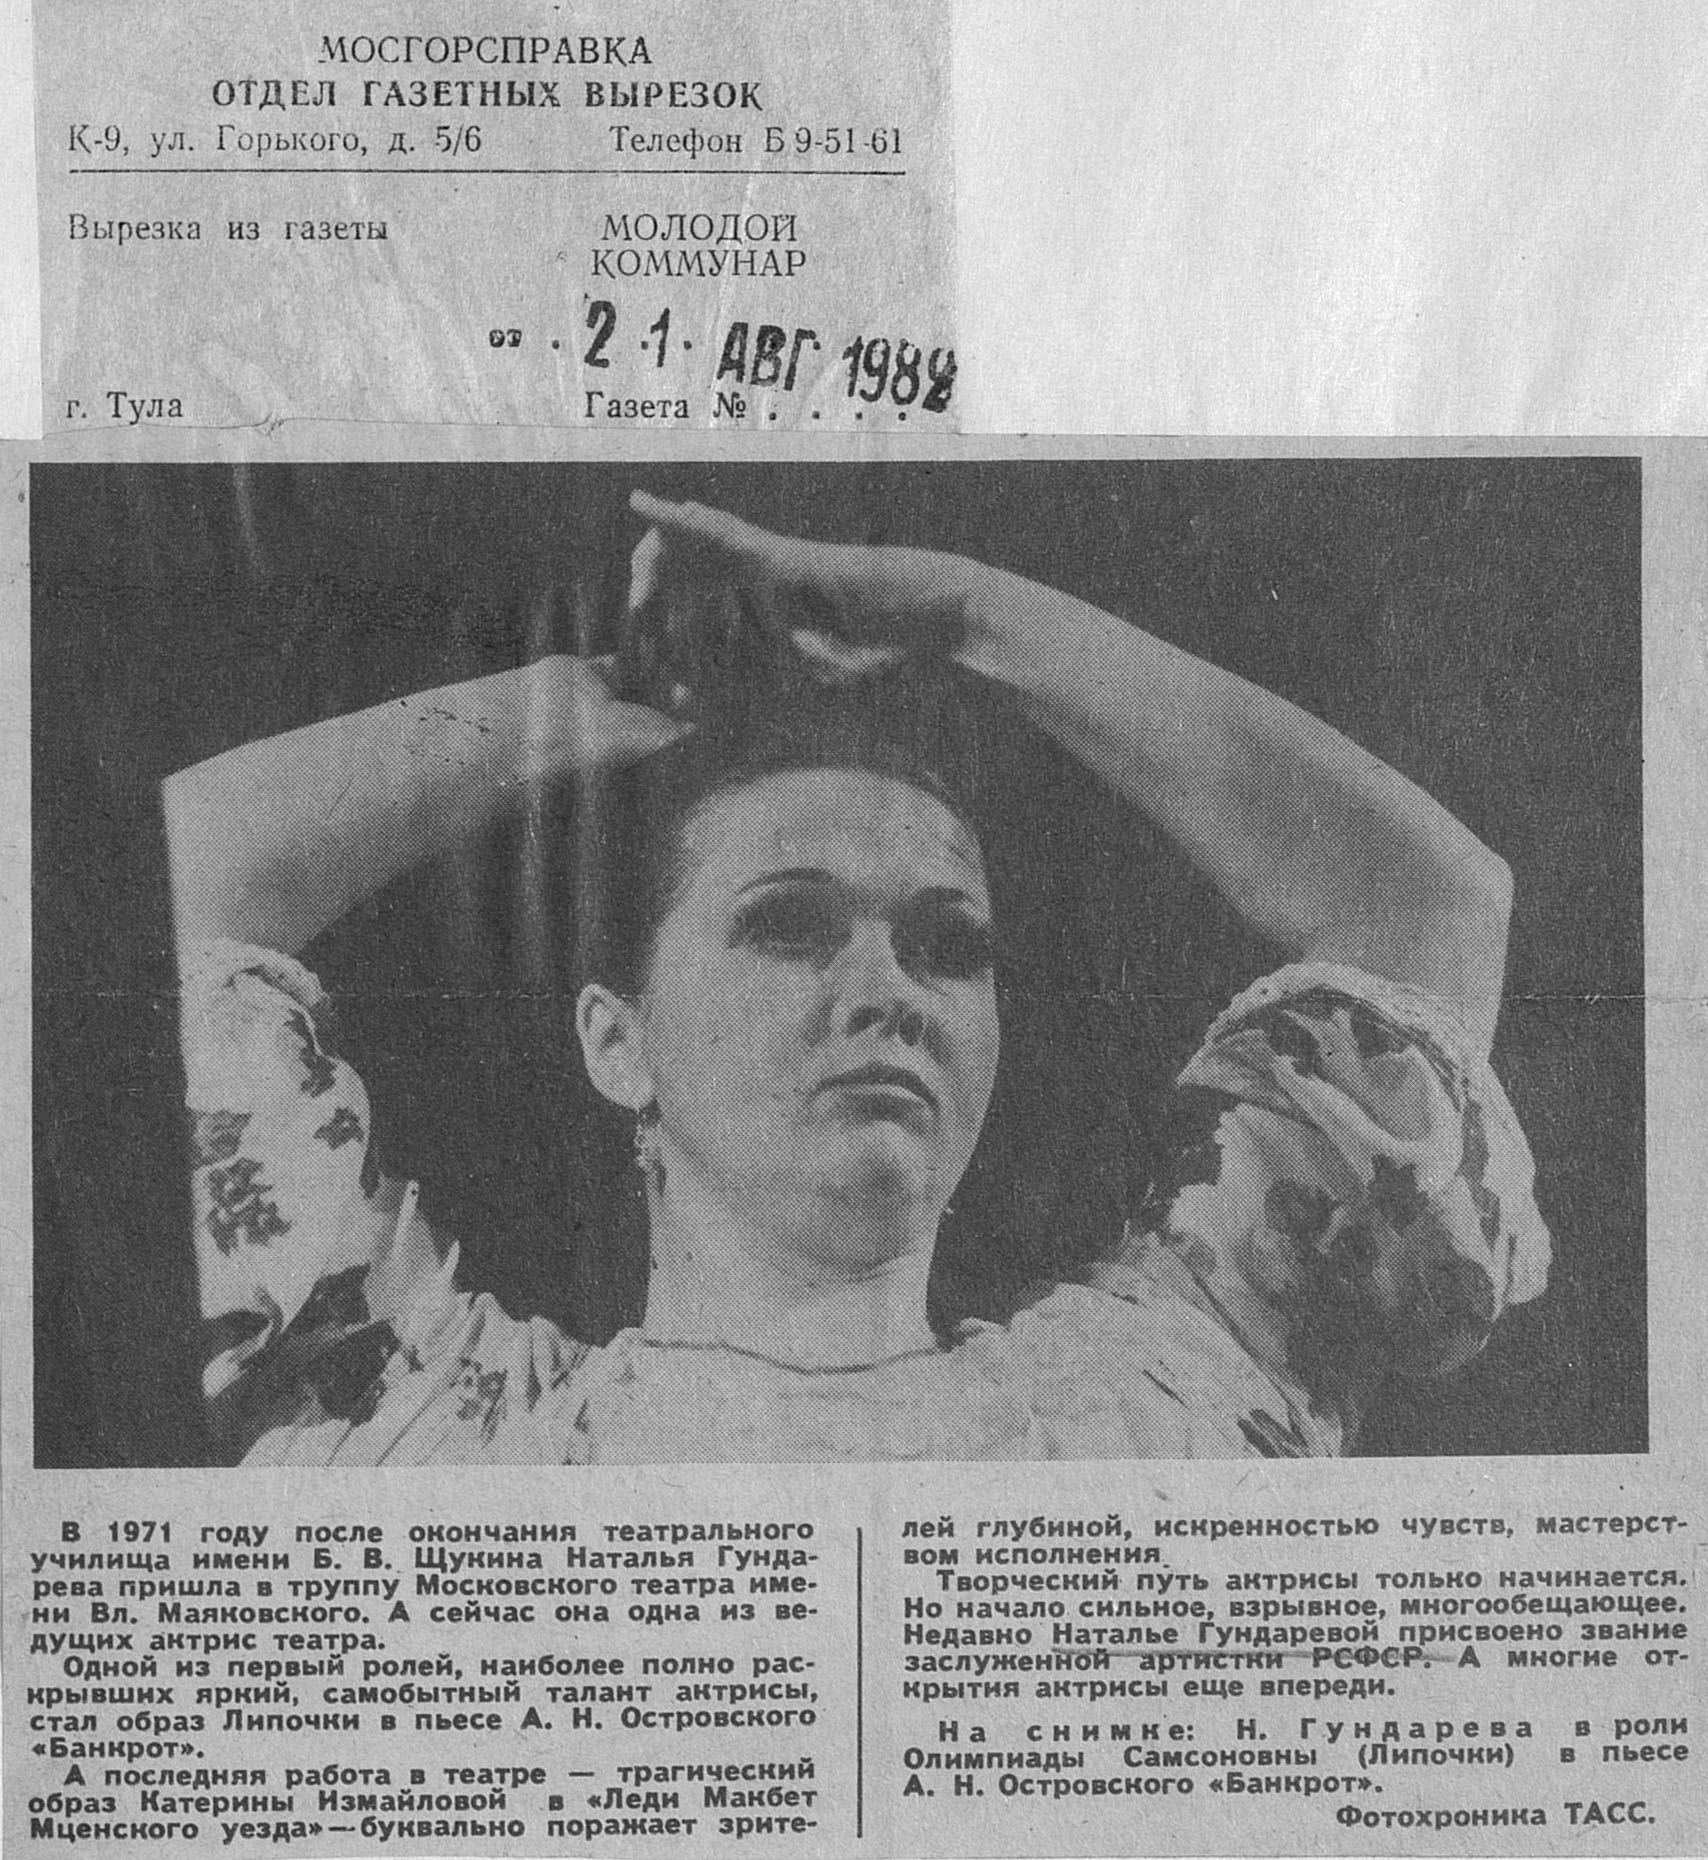 МОСГОРСПРАВКА
ОТДЕЛ ГАЗЕТНЫХ ВЫРЕЗОК
К-9, ул. Горького, д. 5/6 Телефон Б 9-51-61
Вырезка из газеты
МОЛОДОЙ
КОММУНАР
от . 2 1. АВГ 1982
г. Тула Газета № . . . .
В 1971 году после окончания театрального
училища имени Б. В. Щукина Наталья Гунда-
рева пришла в труппу Московского театра име-
ни Вл. Маяковского. А сейчас она одна из ве-
дущих актрис театра.
Одной из первый ролей, наиболее полно рас-
крывших яркий, самобытный талант актрисы,
стал образ Липочки в пьесе А. Н. Островского
«Банкрот».
А последняя работа в театре — трагический
образ Катерины Измайловой в «Леди Макбет
Мценского уезда» — буквально поражает зрите-
лей глубиной, искренностью чувств, мастерст-
вом исполнения.
Творческий путь актрисы только начинается.
Но начало сильное, взрывное, многообещающее.
Недавно Наталье Гундаревой присвоено звание
заслуженной артистки РСФСР. А многие от-
крытия актрисы еще впереди.
На снимке: Н. Гундарева в роли
Олимпиады Самсоновны (Липочки) в пьесе
А. Н. Островского «Банкрот».
Фотохроника ТАСС.